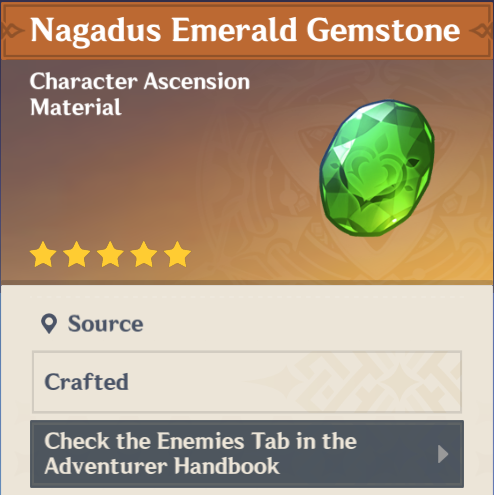 Nagadus Emerald Gemstone
Character Ascension
Material
Source
Crafted
Check the Enemies Tab in the
Adventurer Handbook